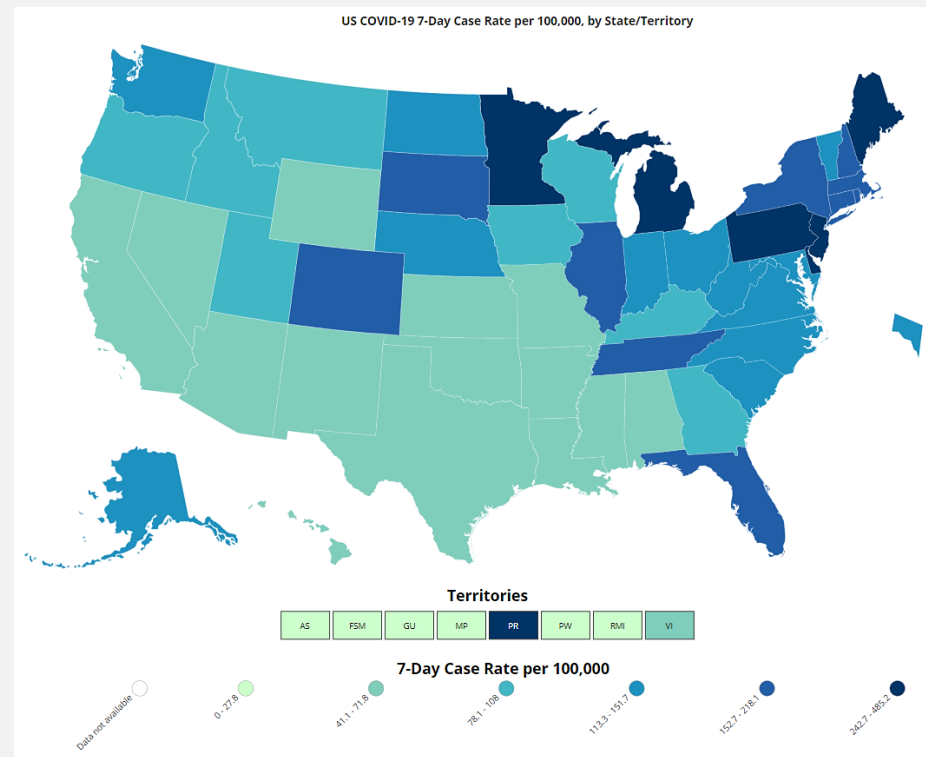 US COVID-19 7-Day Case Rate per 100,000, by State/Territory
Territories
AS FSM GU MP PR PW RMI VI
7-Day Case Rate per 100,000
Data not available 0 - 27.8 41.1 - 71.8 78.1 - 108 113.3 - 151.7 152.7 - 218.1 242.7 - 485.2